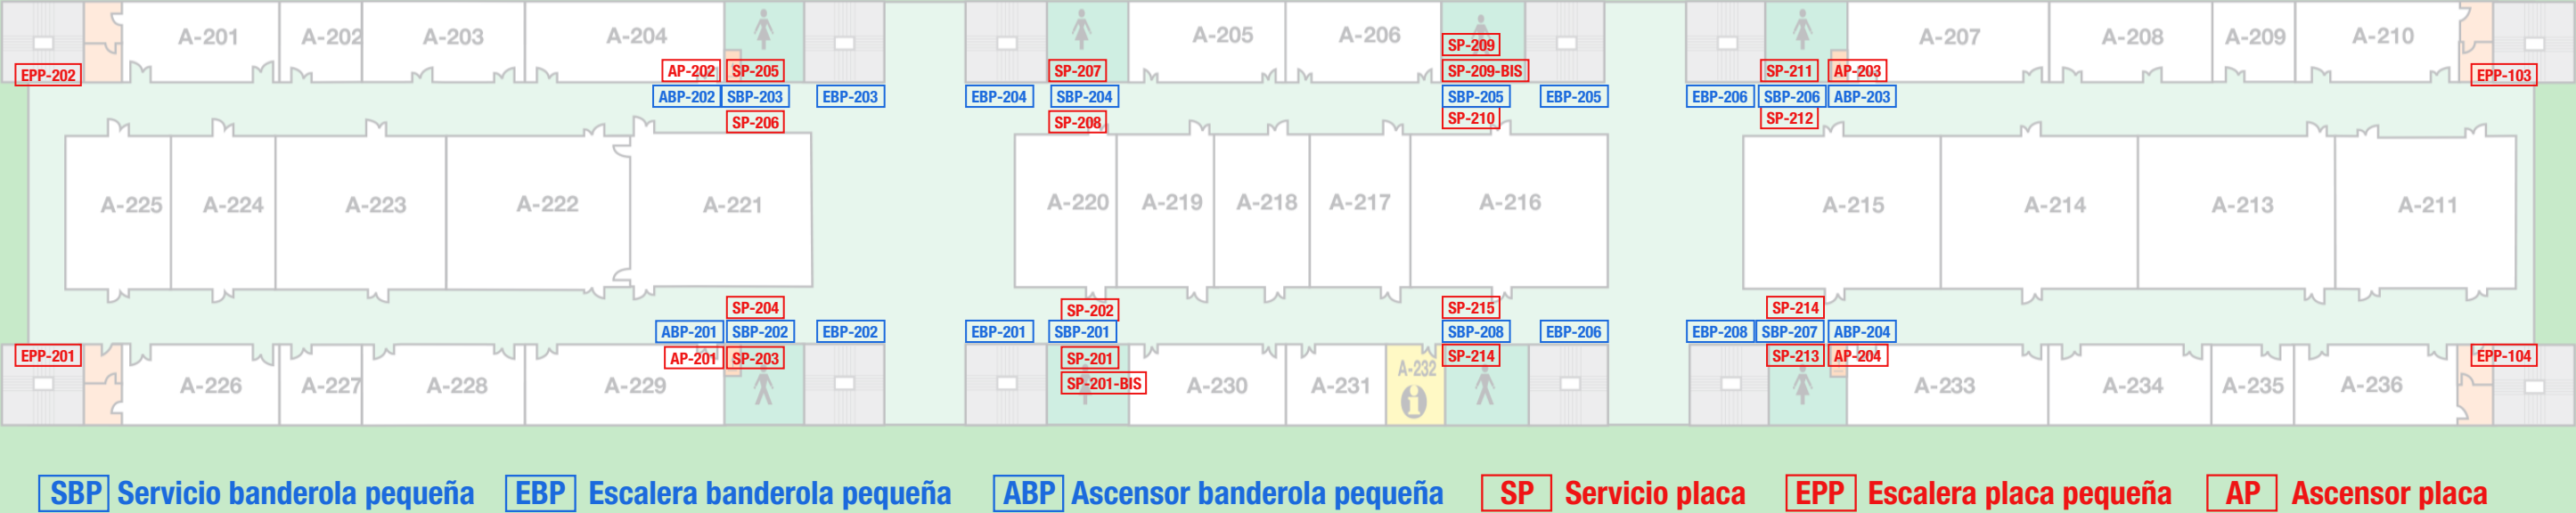 A-201 A-202 A-203 A-204 A-205 A-206 A-207 A-208 A-209 A-210
SP-209
EPP-202 AP-202 SP-205 SP-207 SP-209-BIS SP-211 AP-203 EPP-103
ABP-202 SBP-203 EBP-203 EBP-204 SBP-204 SBP-205 EBP-205 EBP-206 SBP-206 ABP-203
SP-206 SP-208 SP-210 SP-212
A-225 A-224 A-223 A-222 A-221 A-220 A-219 A-218 A-217 A-216 A-215 A-214 A-213 A-211
SP-204 SP-202 SP-215 SP-214
ABP-201 SBP-202 EBP-202 EBP-201 SBP-201 SBP-208 EBP-206 EBP-208 SBP-207 ABP-204
EPP-201 AP-201 SP-203 SP-201 SP-214 SP-213 AP-204 EPP-104
A-232
A-226 A-227 A-228 A-229 SP-201-BIS A-230 A-231 A-233 A-234 A-235 A-236
i
SBP Servicio banderola pequeña EBP Escalera banderola pequeña ABP Ascensor banderola pequeña SP Servicio placa EPP Escalera placa pequeña AP Ascensor placa